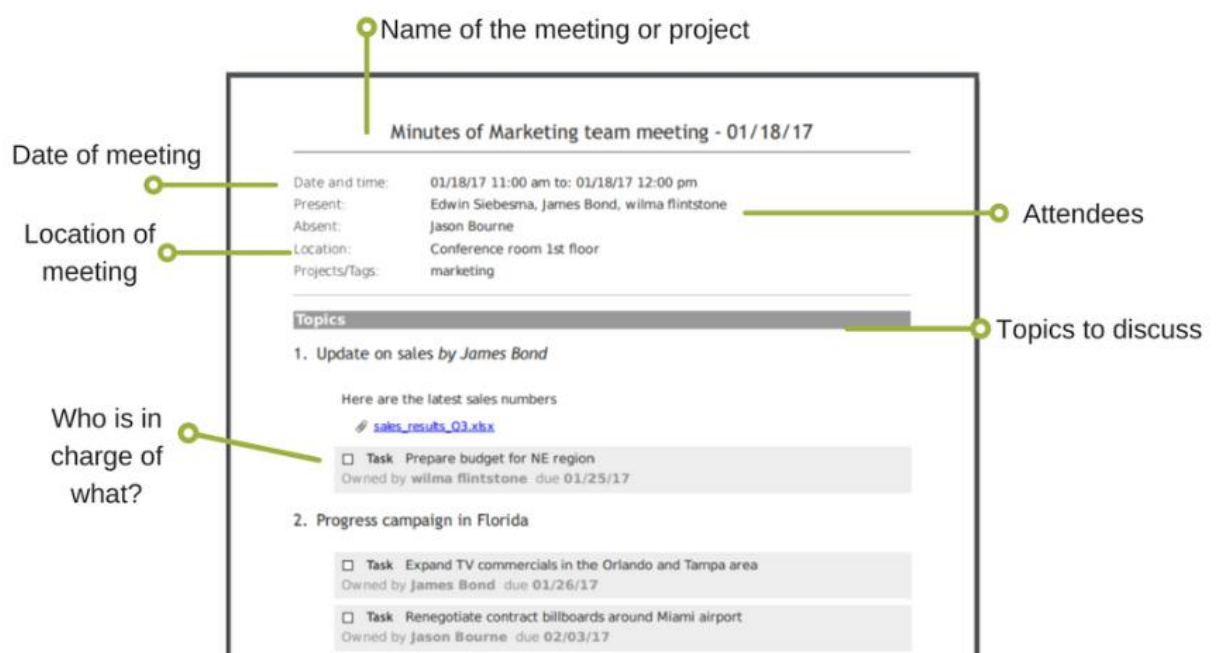 Name of the meeting or project
Minutes of Marketing team meeting - 01/18/17
Date of meeting
Date and time: 01/18/17 11:00 am to: 01/18/17 12:00 pm
Present: Edwin Siebesma, James Bond, wilma flintstone
Attendees
Absent: Jason Bourne
Location of
meeting
Location: Conference room 1st floor
Projects/Tags: marketing
Topics
Topics to discuss
1. Update on sales by James Bond
Here are the latest sales numbers
sales_results_Q3.xlsx
Who is in
charge of
what?
Task Prepare budget for NE region
Owned by wilma flintstone due 01/25/17
2. Progress campaign in Florida
Task Expand TV commercials in the Orlando and Tampa area
Owned by James Bond due 01/26/17
Task Renegotiate contract billboards around Miami airport
Owned by Jason Bourne due 02/03/17